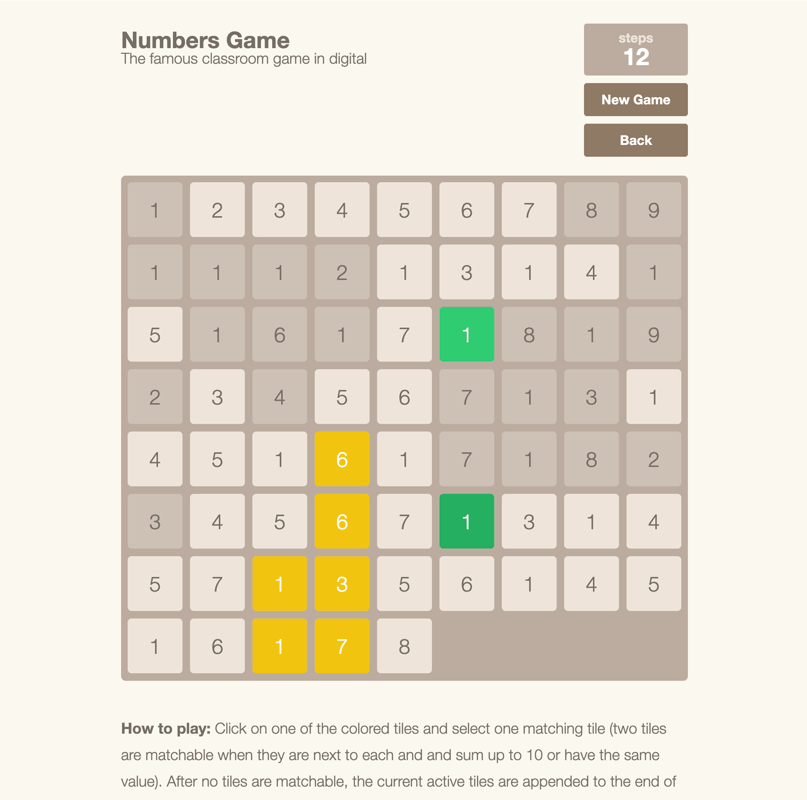 Numbers Game
The famous classroom game in digital
steps
12
New Game
Back
1 2 3 4 5 6 7 8 9
1 1 1 2 1 3 1 4 1
5 1 6 1 7 1 8 1 9
2 3 4 5 6 7 1 3 1
4 5 1 6 1 7 1 8 2
3 4 5 6 7 1 3 1 4
5 7 1 3 5 6 1 4 5
1 6 1 7 8
How to play: Click on one of the colored tiles and select one matching tile (two tiles
are matchable when they are next to each and and sum up to 10 or have the same
value). After no tiles are matchable, the current active tiles are appended to the end of